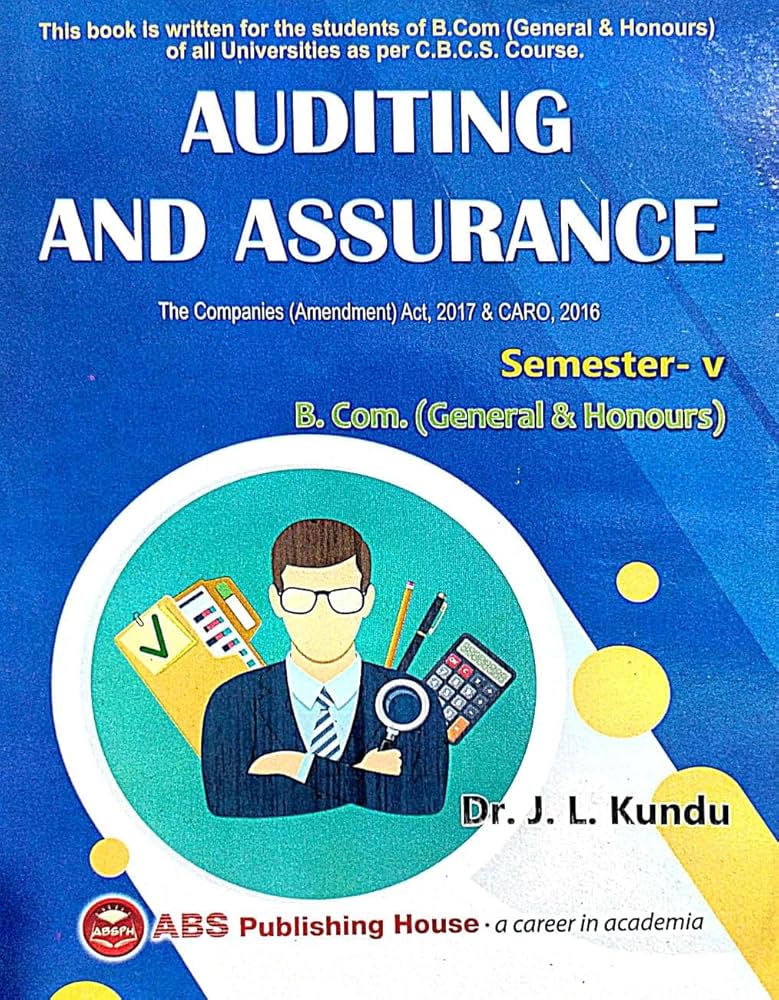 This book is written for the students of B.Com (General & Honours)
of all Universities as per C.B.C.S. Course.
AUDITING
AND ASSURANCE
The Companies (Amendment) Act, 2017 & CARO, 2016
Semester- v
B. Com. (General & Honours)
Dr. J. L. Kundu
ABSPH
ABS Publishing House · a career in academia